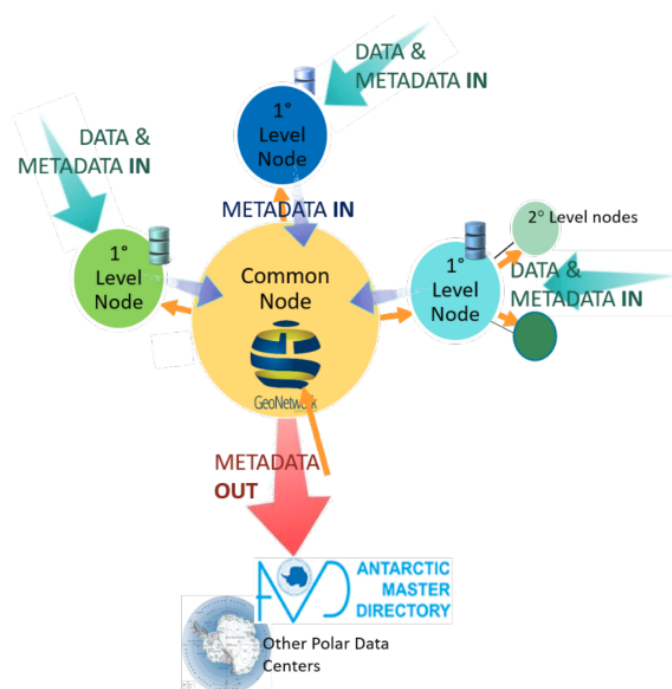 DATA &
METADATA IN
1°
Level
Node
DATA &
METADATA IN
METADATA IN
1°
Level
Node
2° Level nodes
1°
Level
Node
DATA &
METADATA IN
Common
Node
GeoNetwork
METADATA
OUT
ANTARCTIC
MASTER
DIRECTORY
Other Polar Data
Centers